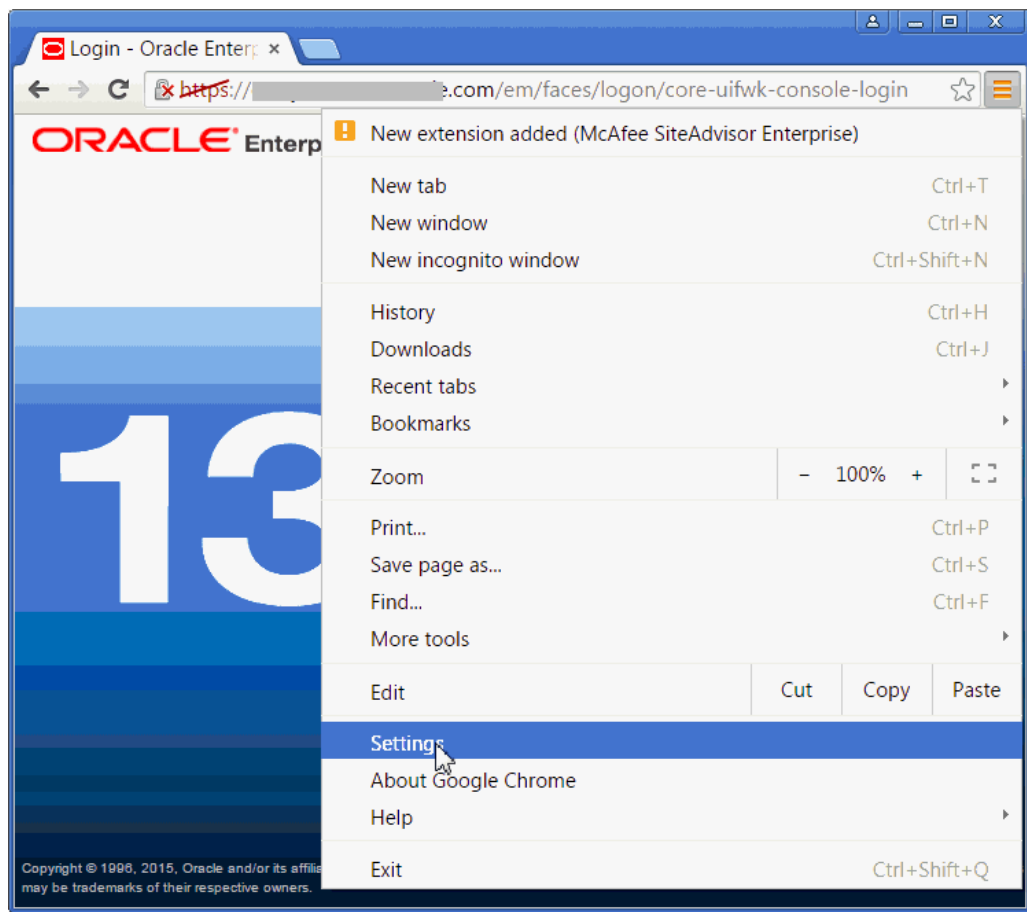 Login - Oracle Enterp
https:// e.com/em/faces/logon/core-uifwk-console-login
ORACLE Enterp
New extension added (McAfee SiteAdvisor Enterprise)
New tab Ctrl+T
New window Ctrl+N
New incognito window Ctrl+Shift+N
History Ctrl+H
Downloads Ctrl+J
Recent tabs
Bookmarks
Zoom - 100% +
13
Print... Ctrl+P
Save page as... Ctrl+S
Find... Ctrl+F
More tools
Edit Cut Copy Paste
Settings
About Google Chrome
Help
Exit Ctrl+Shift+Q
Copyright © 1996, 2015, Oracle and/or its affilia
may be trademarks of their respective owners.